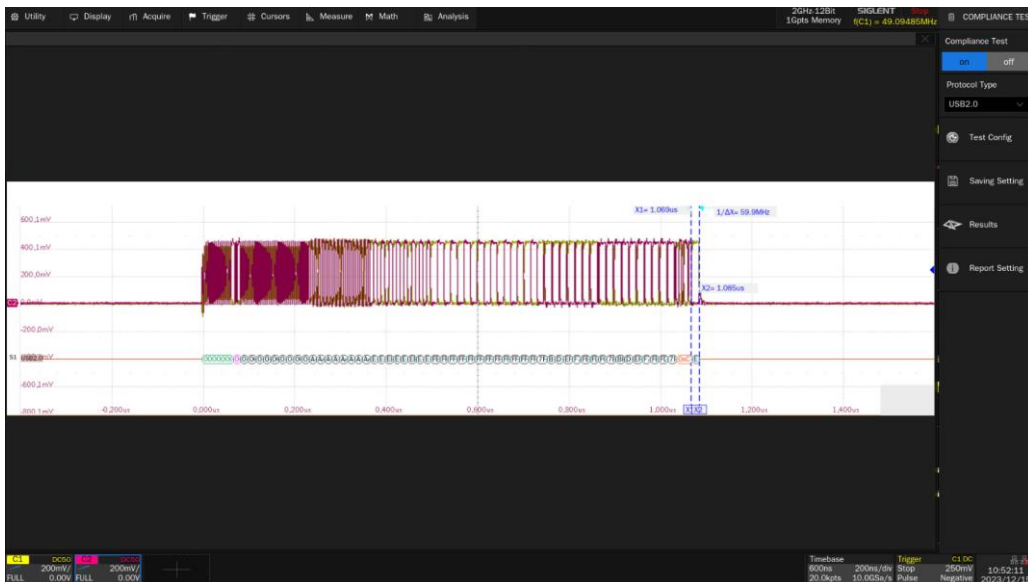 Utility Display Acquire Trigger Cursors Measure Math Analysis
2GHz-12Bit
1Gpts Memory
SIGLENT Stop
f(C1) = 49.09485MHz
COMPLIANCE TES
Compliance Test
on off
Protocol Type
USB2.0
Test Config
Saving Setting
Results
Report Setting
X1= 1.069us
1/ΔX= 59.9MHz
600.1mV
400.1mV
200.0mV
X2= 1.085us
C2
-200.0mV
S1
-600.1mV
-800.1mV
-0.200us 0.000us 0.200us 0.400us 0.600us 0.800us 1.000us X1 X2 1.200us 1.400us
C1 DC50
200mV/
FULL 0.00V
C2 DC50
200mV/
FULL 0.00V
Timebase
600ns 200ns/div
20.0kpts 10.0GSa/s
Trigger C1 DC
Stop 250mV
Pulse Negative
10:52:11